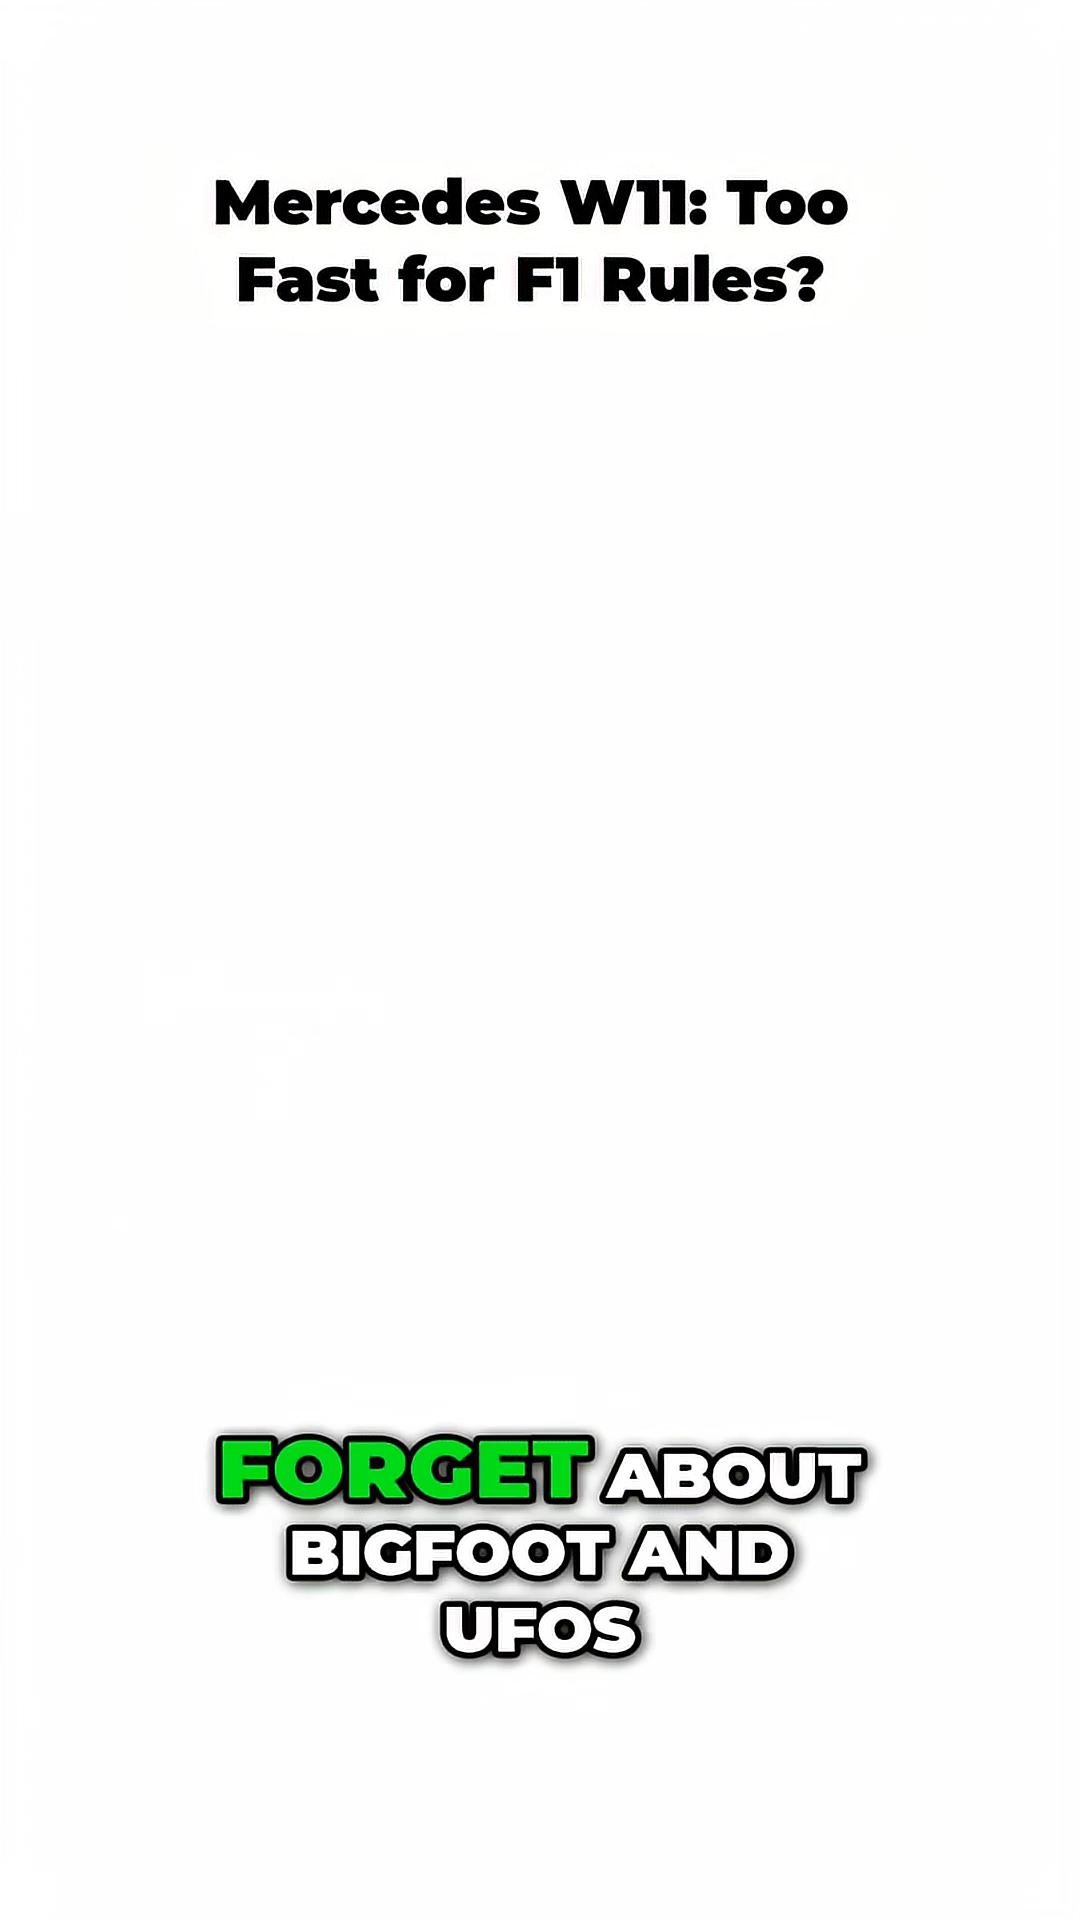 Mercedes W11: Too
Fast for F1 Rules?
FORGET ABOUT
BIGFOOT AND
UFOS